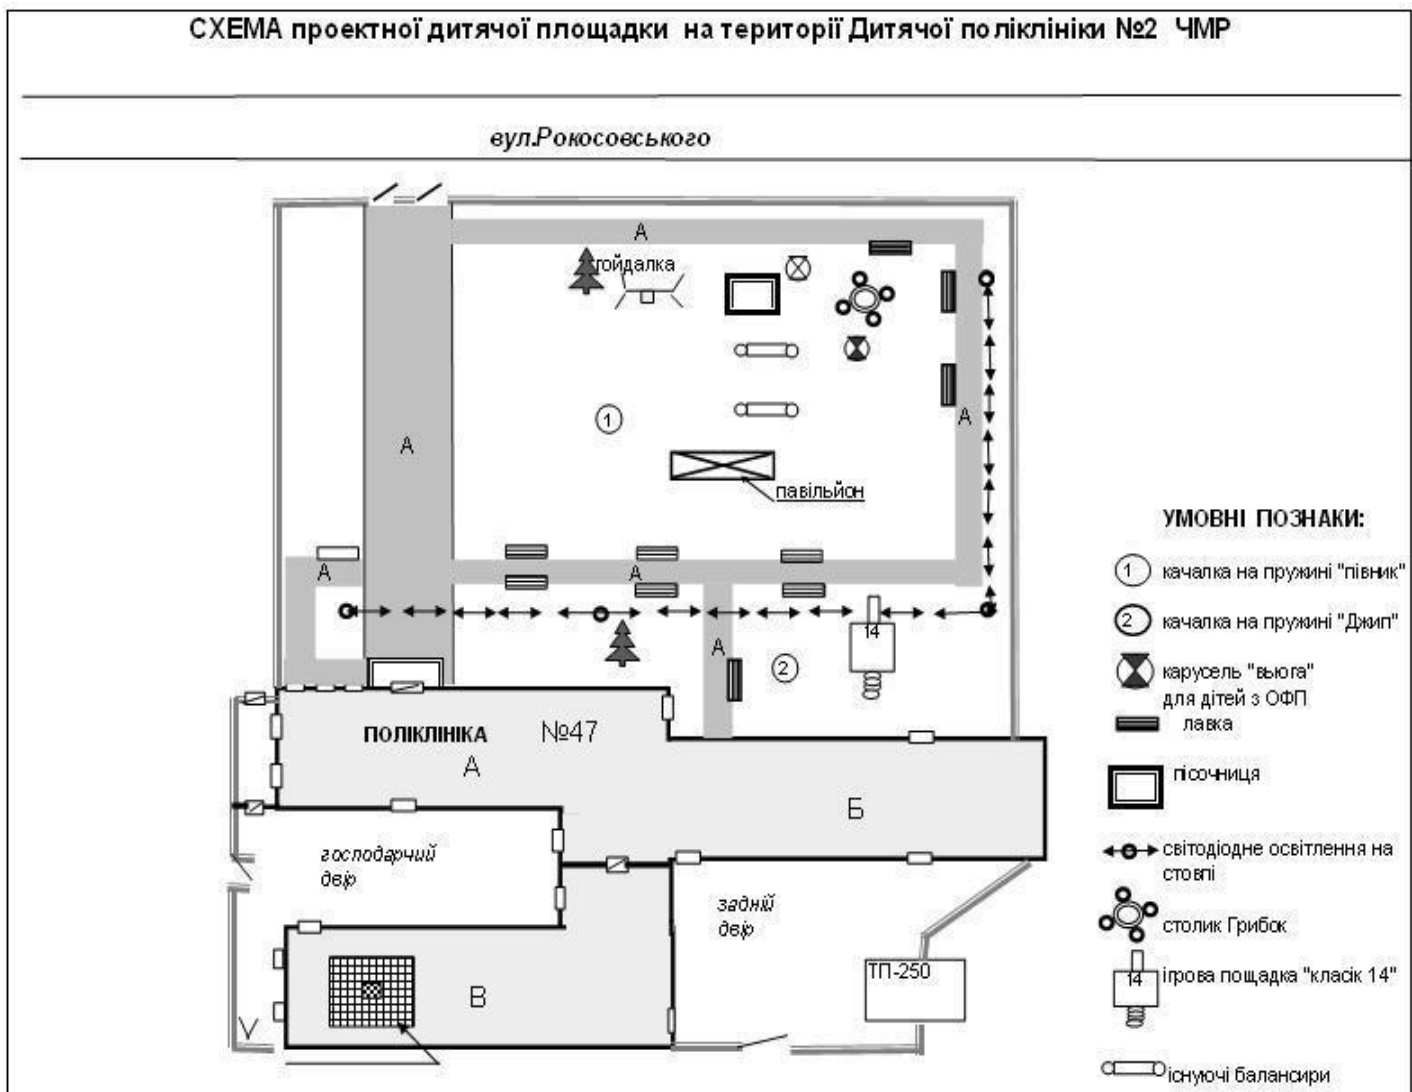 СХЕМА проектної дитячої площадки на території Дитячої поліклініки №2 ЧМР
вул.Рокосовського
А
гойдалка
1
А
А
павільйон
А
А
14
А
2
ПОЛІКЛІНІКА №47
А
Б
господарчий
двір
задній
двір
ТП-250
В
УМОВНІ ПОЗНАКИ:
1 качалка на пружині "півник"
2 качалка на пружині "Джип"
карусель "вьюга"
для дітей з ОФП
лавка
пісочниця
світодіодне освітлення на
стовпі
столик Грибок
14 ігрова пощадка "класік 14"
існуючі балансири